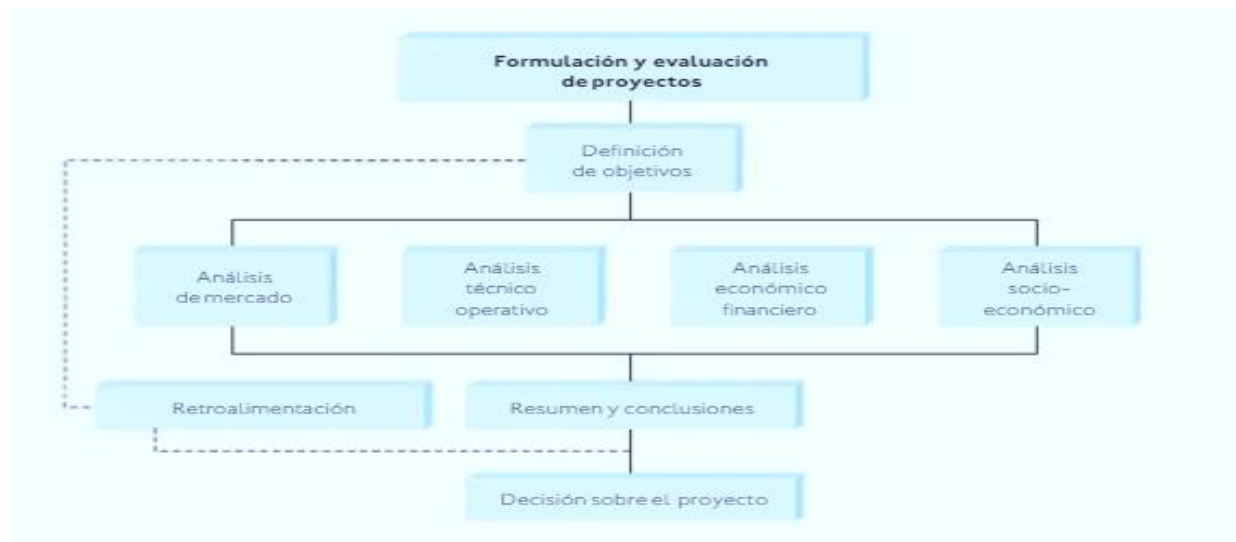 Formulación y evaluación
de proyectos
Definición
de objetivos
Análisis
de mercado
Análisis
técnico
operativo
Análisis
económico
financiero
Análisis
socio-
económico
Retroalimentación
Resumen y conclusiones
Decisión sobre el proyecto